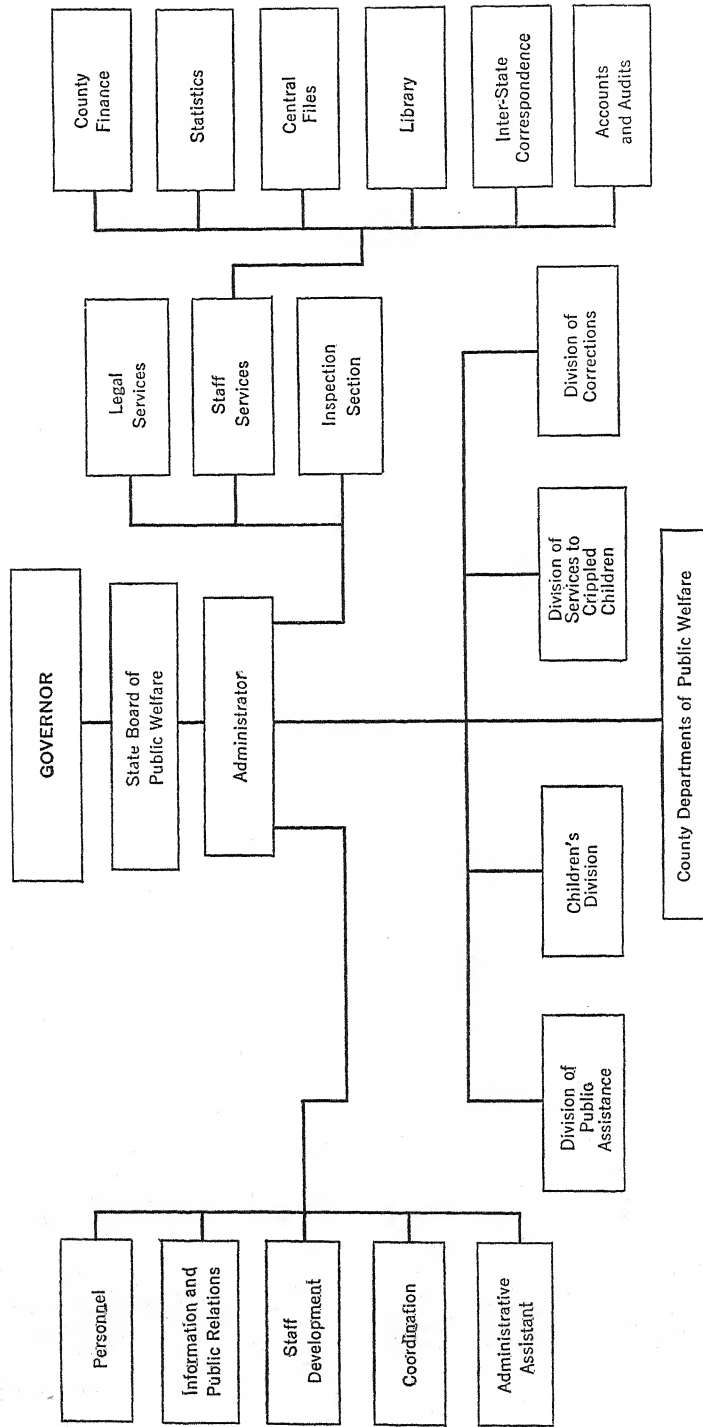 GOVERNOR
State Board of
Public Welfare
Administrator
Personnel
Information and
Public Relations
Staff
Development
Coordination
Administrative
Assistant
Legal
Services
Staff
Services
Inspection
Section
County
Finance
Statistics
Central
Files
Library
Inter-State
Correspondence
Accounts
and Audits
Division of
Public
Assistance
Children's
Division
Division of
Services to
Crippled
Children
Division of
Corrections
County Departments of Public Welfare